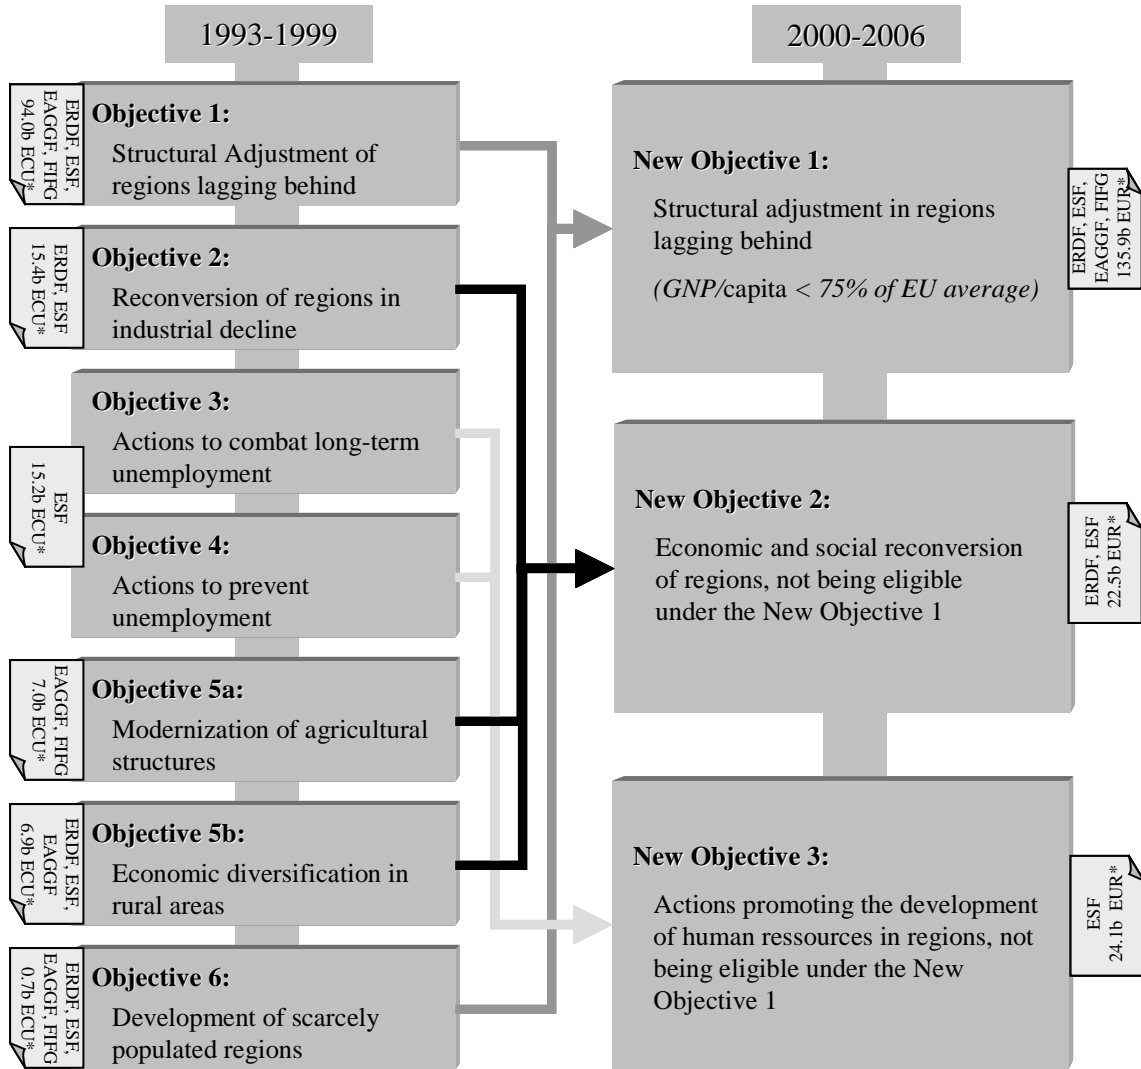 1993-1999
ERDF, ESF,
EAGGF, FIFG
94.0b ECU*
Objective 1:
Structural Adjustment of
regions lagging behind
ERDF, ESF
15.4b ECU*
Objective 2:
Reconversion of regions in
industrial decline
Objective 3:
Actions to combat long-term
unemployment
ESF
15.2b ECU*
Objective 4:
Actions to prevent
unemployment
EAGGF, FIFG
7.0b ECU*
Objective 5a:
Modernization of agricultural
structures
ERDF, ESF,
EAGGF
6.9b ECU*
Objective 5b:
Economic diversification in
rural areas
ERDF, ESF,
EAGGF, FIFG
0.7b ECU*
Objective 6:
Development of scarcely
populated regions
2000-2006
New Objective 1:
Structural adjustment in regions
lagging behind
(GNP/capita < 75% of EU average)
ERDF, ESF,
EAGGF, FIFG
135.9b EUR*
New Objective 2:
Economic and social reconversion
of regions, not being eligible
under the New Objective 1
ERDF, ESF
22.5b EUR*
New Objective 3:
Actions promoting the development
of human ressources in regions, not
being eligible under the New
Objective 1
ESF
24.1b EUR*